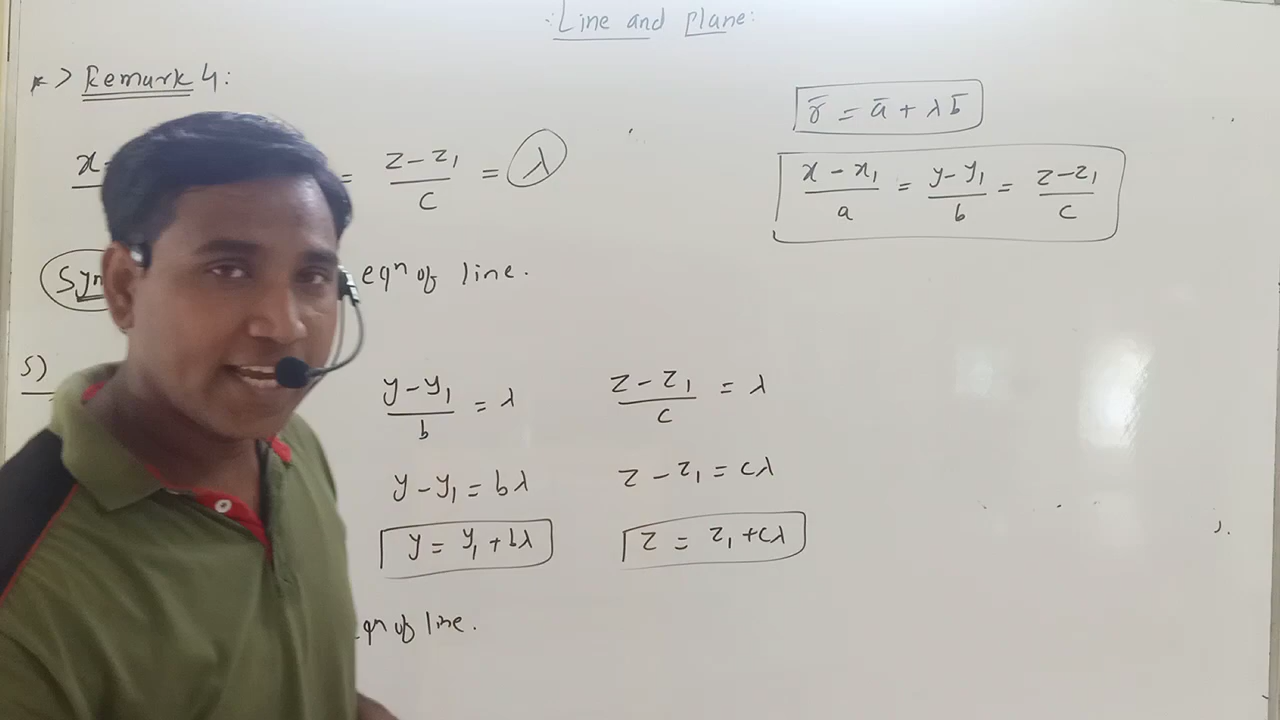 : Line and plane:
*> Remark 4:
r̄ = ā + λb̄
x - = z-z₁/c = λ
x-x₁/a = y-y₁/b = z-z₁/c
Sym eqⁿ of line.
5)
y-y₁/b = λ z-z₁/c = λ
y-y₁ = bλ z-z₁ = cλ
y = y₁+bλ z = z₁+cλ
eqⁿ of line.